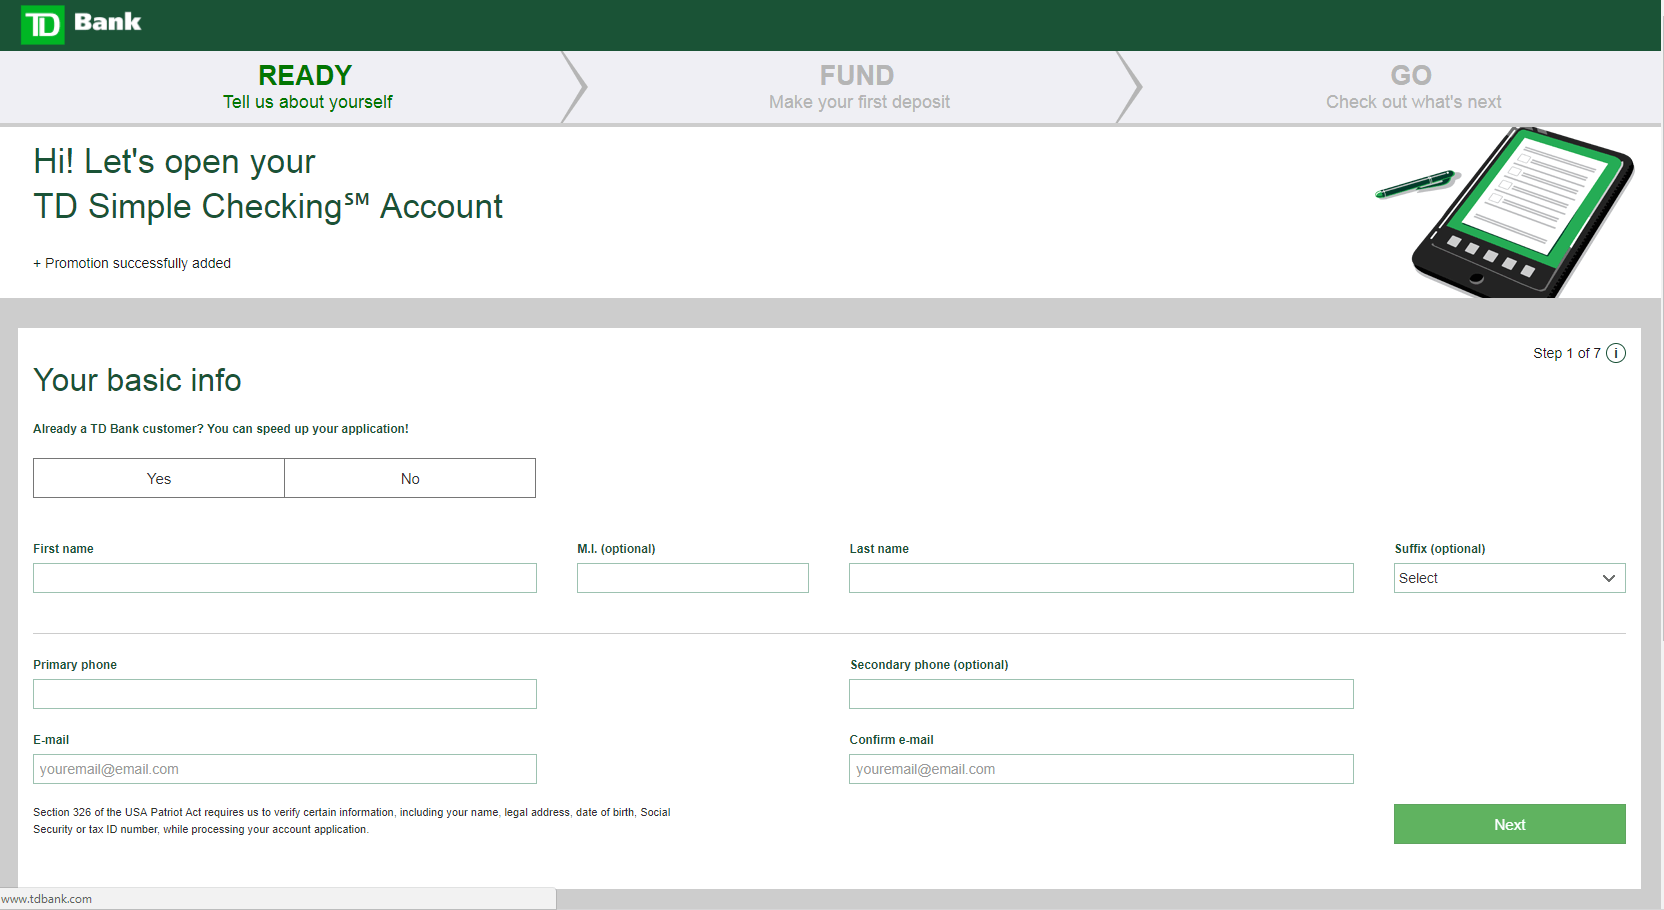 TD Bank
READY
Tell us about yourself
FUND
Make your first deposit
GO
Check out what's next
Hi! Let's open your
TD Simple Checking℠ Account
+ Promotion successfully added
Step 1 of 7 i
Your basic info
Already a TD Bank customer? You can speed up your application!
Yes No
First name M.I. (optional) Last name Suffix (optional)
Select
Primary phone Secondary phone (optional)
E-mail Confirm e-mail
youremail@email.com youremail@email.com
Section 326 of the USA Patriot Act requires us to verify certain information, including your name, legal address, date of birth, Social
Security or tax ID number, while processing your account application.
Next
www.tdbank.com